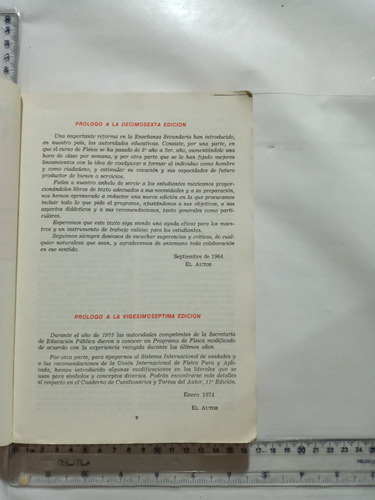 PROLOGO A LA DECIMOSEXTA EDICION
Una importante reforma en la Enseñanza Secundaria han introducido,
en nuestro país, las autoridades educativas. Consiste, por una parte, en
que el curso de Física se ha pasado de 2º año a 3er. año, aumentándole una
hora de clase por semana, y por otra parte que se le han fijado mejores
lineamientos con la idea de coadyuvar a formar al individuo como hombre
y como ciudadano, y estimular su vocación y sus capacidades de futuro
productor de bienes o servicios.
Fieles a nuestro anhelo de servir a los estudiantes mexicanos propor-
cionándoles libros de texto adecuados a sus necesidades y a su preparación,
nos hemos apresurado a redactar una nueva edición en la que procuramos
incluir todo lo que pide el programa, ajustándonos a sus objetivos, a sus
aspectos didácticos y a sus recomendaciones, tanto generales como parti-
culares.
Esperamos que este texto siga siendo una ayuda eficaz para los maes-
tros y un instrumento de trabajo valioso para los estudiantes.
Seguimos siempre deseosos de escuchar sugerencias y críticas, de cual-
quier naturaleza que sean, y agradecemos de antemano toda colaboración
en ese sentido.
Septiembre de 1964
EL AUTOR
PROLOGO A LA VIGESIMOSEPTIMA EDICION
Durante el año de 1973 las autoridades competentes de la Secretaría
de Educación Pública dieron a conocer un Programa de Física modificado
de acuerdo con la experiencia recogida durante los últimos años.
Por otra parte, para apegarnos al Sistema Internacional de unidades y
a las recomendaciones de la Unión Internacional de Física Pura y Apli-
cada, hemos introducido algunas modificaciones en las literales que se
usan para símbolos y conceptos diversos. Podrán encontrarse más detalles
al respecto en el Cuaderno de Cuestionarios y Tareas del Autor, 11ª Edición.
Enero 1974
EL AUTOR
9